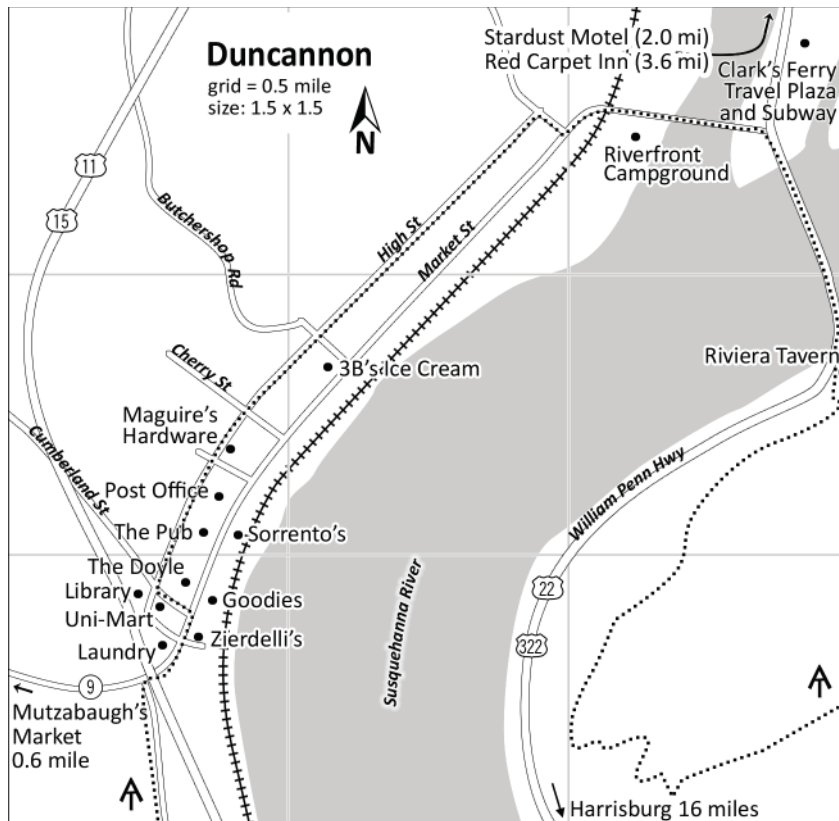 Duncannon
grid = 0.5 mile
size: 1.5 x 1.5
N
Stardust Motel (2.0 mi)
Red Carpet Inn (3.6 mi)
Clark's Ferry
Travel Plaza
and Subway
Riverfront
Campground
11
15
Butchershop Rd
High St
Market St
Riviera Tavern
3B's Ice Cream
Cherry St
Maguire's
Hardware
Cumberland St
Post Office
The Pub
Sorrento's
William Penn Hwy
The Doyle
Library
Uni-Mart
Goodies
Laundry
Zierdelli's
22
322
Susquehanna River
9
Mutzabaugh's
Market
0.6 mile
Harrisburg 16 miles